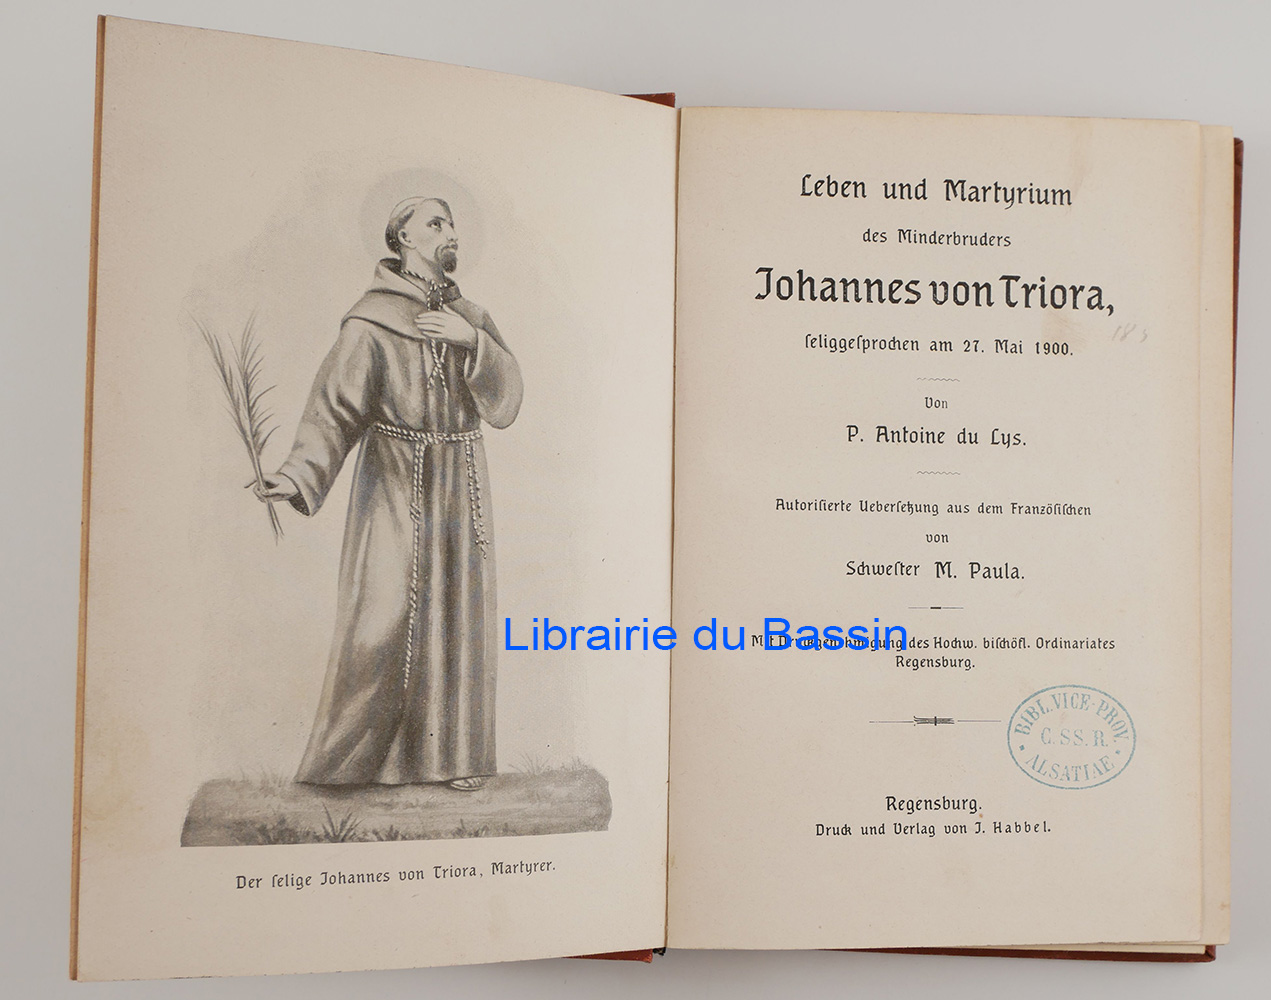 Der ſelige Johannes von Triora, Martyrer.
Leben und Martyrium
des Minderbruders
Johannes von Triora,
ſeliggeſprochen am 27. Mai 1900.
Von
P. Antoine du Lys.
Autoriſierte Ueberſetzung aus dem Franzöſiſchen
von
Schweſter M. Paula.
Mit Druckgenehmigung des Hochw. biſchöfl. Ordinariates
Regensburg.
Librairie du Bassin
BIBL. VICE-PROV.
C. SS. R.
ALSATIAE
Regensburg.
Druck und Verlag von J. Habbel.